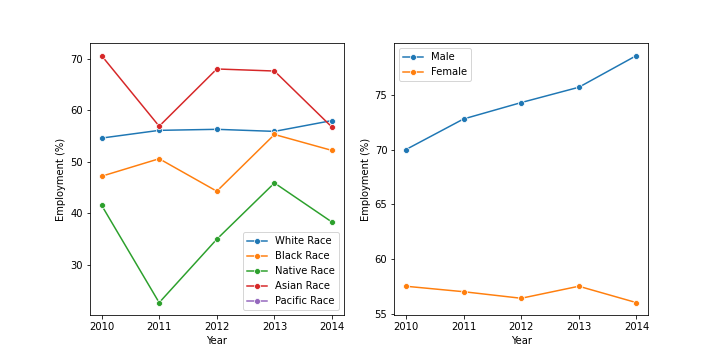 70
60
50
40
30
Employment (%)
2010 2011 2012 2013 2014
Year
White Race
Black Race
Native Race
Asian Race
Pacific Race
75
70
65
60
55
Employment (%)
2010 2011 2012 2013 2014
Year
Male
Female